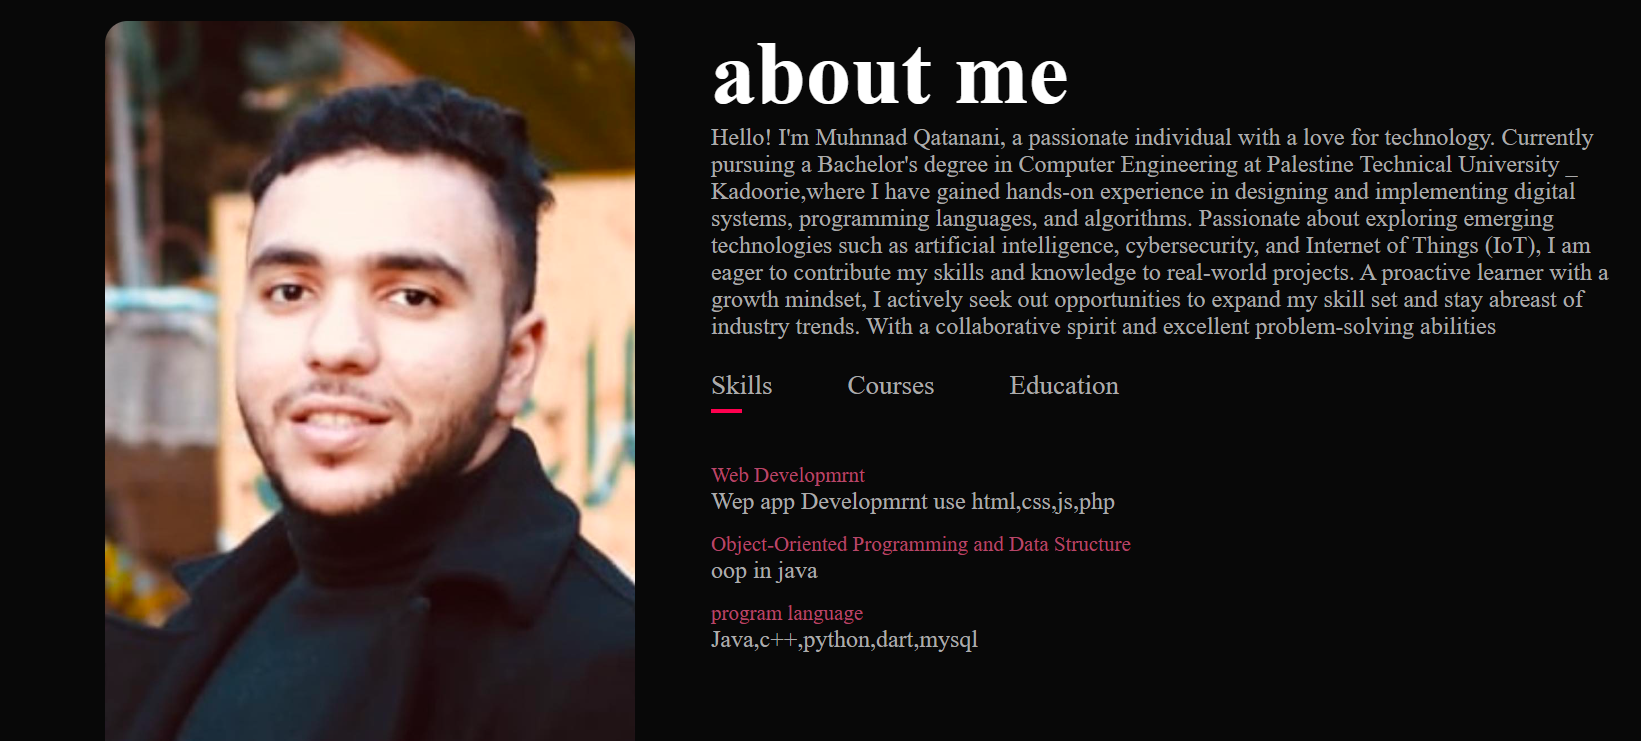 about me
Hello! I'm Muhnnad Qatanani, a passionate individual with a love for technology. Currently
pursuing a Bachelor's degree in Computer Engineering at Palestine Technical University _
Kadoorie,where I have gained hands-on experience in designing and implementing digital
systems, programming languages, and algorithms. Passionate about exploring emerging
technologies such as artificial intelligence, cybersecurity, and Internet of Things (IoT), I am
eager to contribute my skills and knowledge to real-world projects. A proactive learner with a
growth mindset, I actively seek out opportunities to expand my skill set and stay abreast of
industry trends. With a collaborative spirit and excellent problem-solving abilities
Skills Courses Education
Web Developmrnt
Wep app Developmrnt use html,css,js,php
Object-Oriented Programming and Data Structure
oop in java
program language
Java,c++,python,dart,mysql